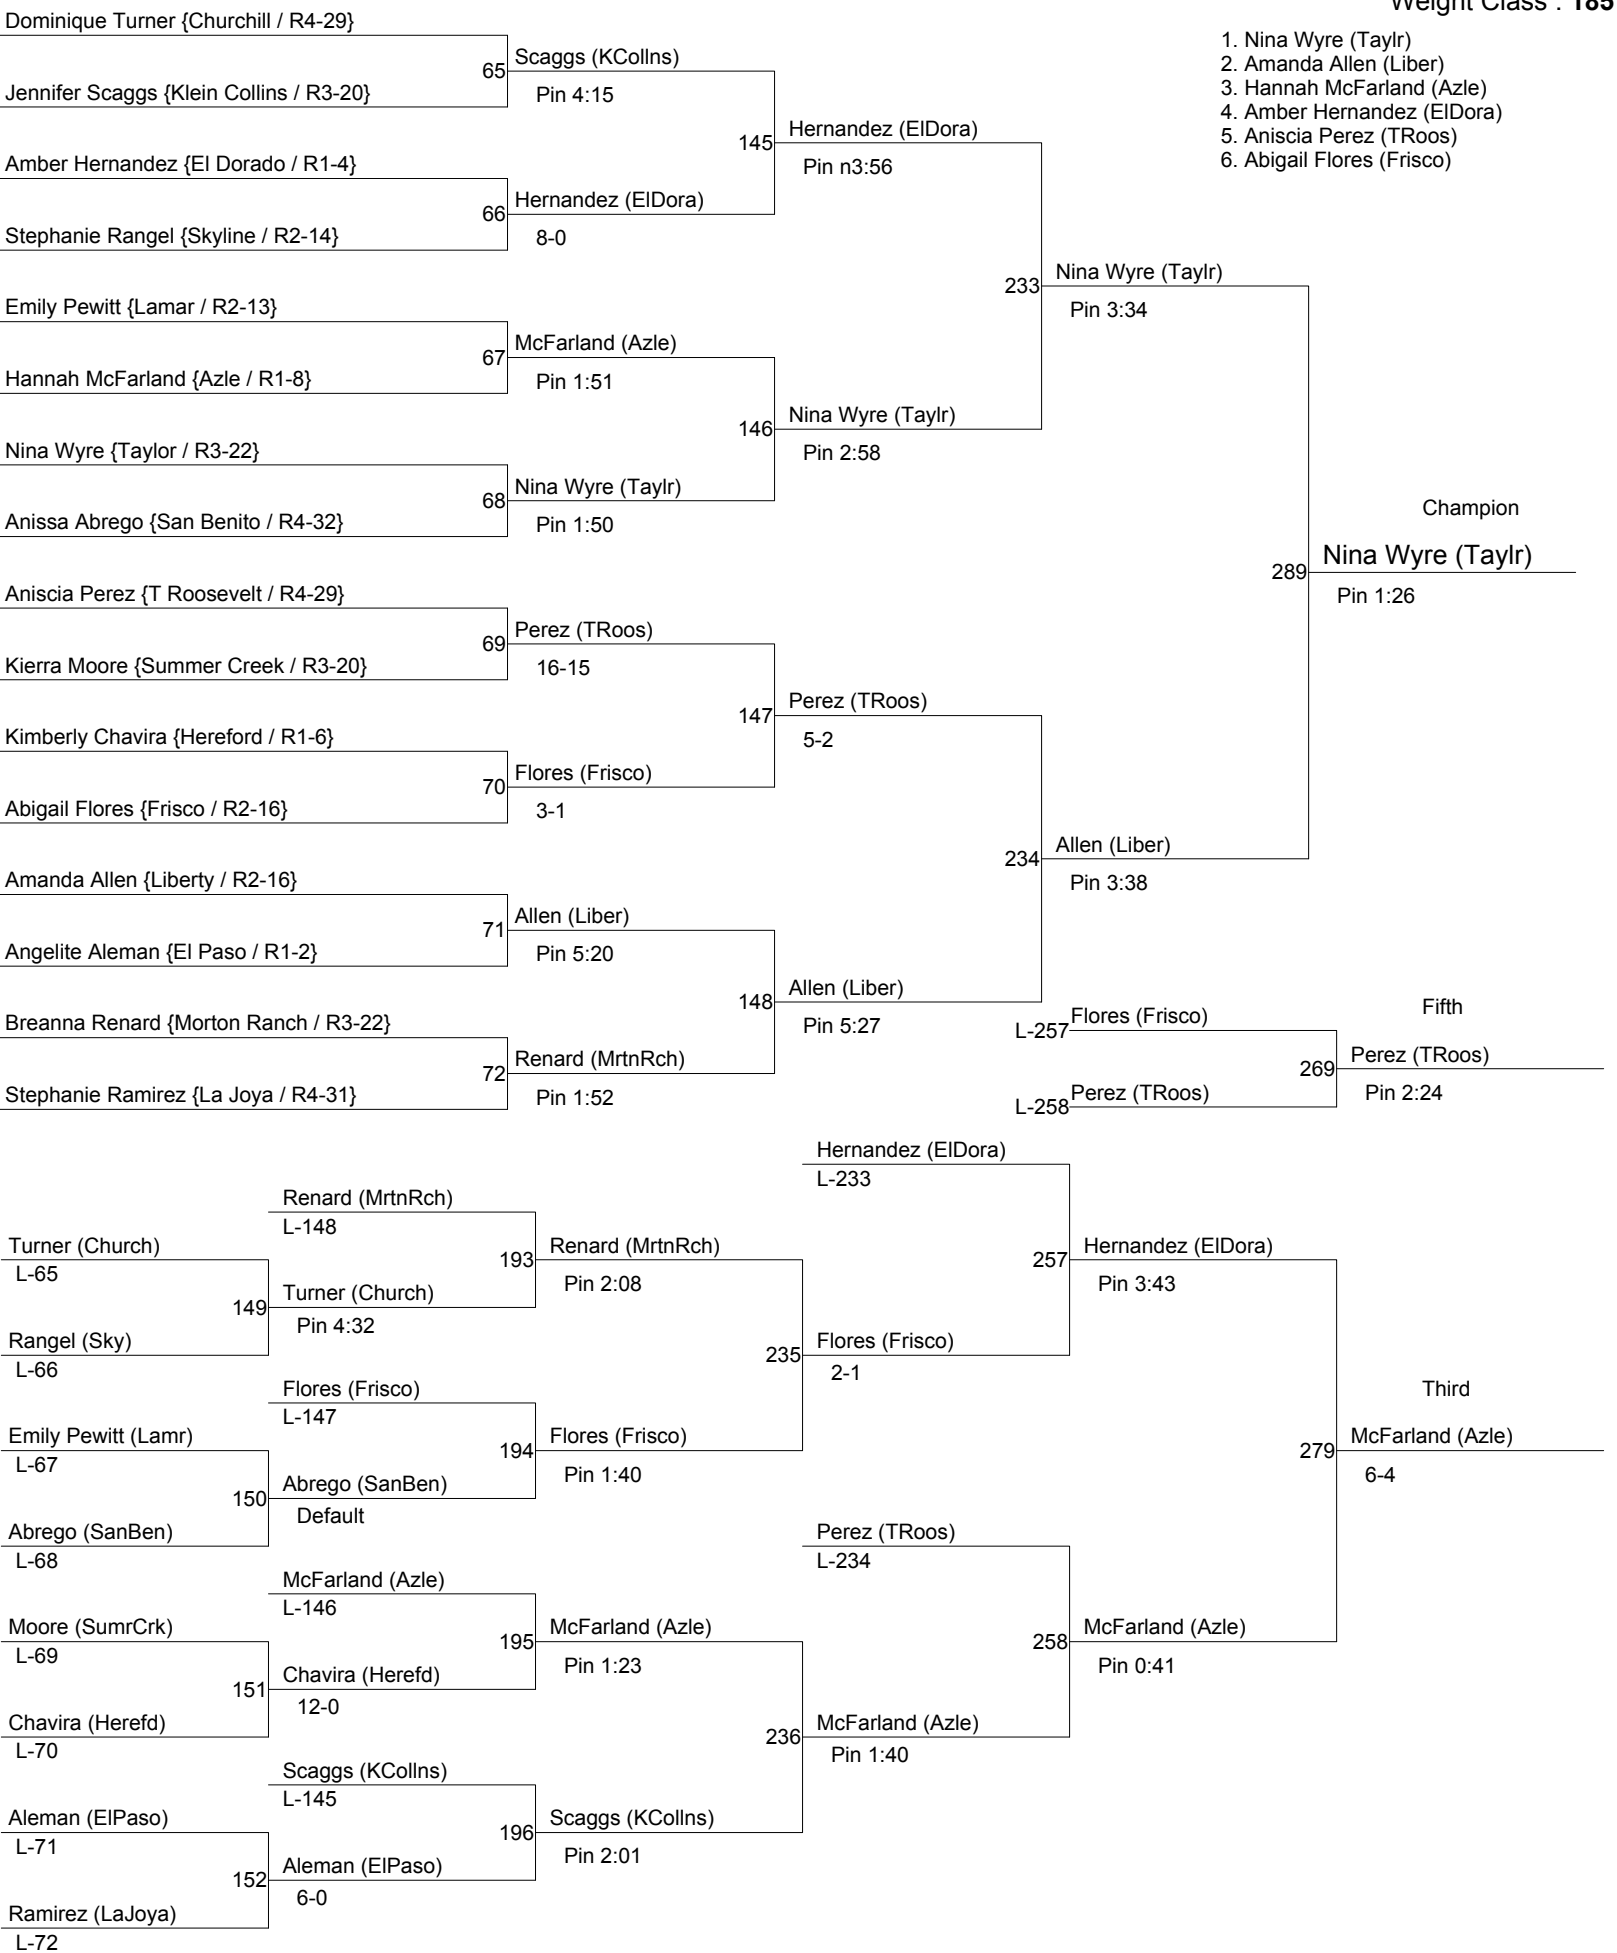 Weight Class : 185
1. Nina Wyre (Taylr)
2. Amanda Allen (Liber)
3. Hannah McFarland (Azle)
4. Amber Hernandez (ElDora)
5. Aniscia Perez (TRoos)
6. Abigail Flores (Frisco)
Dominique Turner {Churchill / R4-29}
65
Scaggs (KCollns)
Pin 4:15
Jennifer Scaggs {Klein Collins / R3-20}
145
Hernandez (ElDora)
Pin n3:56
Amber Hernandez {El Dorado / R1-4}
66
Hernandez (ElDora)
8-0
Stephanie Rangel {Skyline / R2-14}
233
Nina Wyre (Taylr)
Pin 3:34
Emily Pewitt {Lamar / R2-13}
67
McFarland (Azle)
Pin 1:51
Hannah McFarland {Azle / R1-8}
146
Nina Wyre (Taylr)
Pin 2:58
Nina Wyre {Taylor / R3-22}
68
Nina Wyre (Taylr)
Pin 1:50
Anissa Abrego {San Benito / R4-32}
Champion
289
Nina Wyre (Taylr)
Pin 1:26
Aniscia Perez {T Roosevelt / R4-29}
69
Perez (TRoos)
16-15
Kierra Moore {Summer Creek / R3-20}
147
Perez (TRoos)
5-2
Kimberly Chavira {Hereford / R1-6}
70
Flores (Frisco)
3-1
Abigail Flores {Frisco / R2-16}
234
Allen (Liber)
Pin 3:38
Amanda Allen {Liberty / R2-16}
71
Allen (Liber)
Pin 5:20
Angelite Aleman {El Paso / R1-2}
148
Allen (Liber)
Pin 5:27
Breanna Renard {Morton Ranch / R3-22}
72
Renard (MrtnRch)
Pin 1:52
Stephanie Ramirez {La Joya / R4-31}
Fifth
L-257
Flores (Frisco)
269
Perez (TRoos)
Pin 2:24
L-258
Perez (TRoos)
Hernandez (ElDora)
L-233
Renard (MrtnRch)
L-148
Turner (Church)
L-65
193
Renard (MrtnRch)
Pin 2:08
257
Hernandez (ElDora)
Pin 3:43
149
Turner (Church)
Pin 4:32
Rangel (Sky)
L-66
235
Flores (Frisco)
2-1
Flores (Frisco)
L-147
Third
Emily Pewitt (Lamr)
L-67
194
Flores (Frisco)
Pin 1:40
279
McFarland (Azle)
6-4
150
Abrego (SanBen)
Default
Abrego (SanBen)
L-68
Perez (TRoos)
L-234
McFarland (Azle)
L-146
Moore (SumrCrk)
L-69
195
McFarland (Azle)
Pin 1:23
258
McFarland (Azle)
Pin 0:41
151
Chavira (Herefd)
12-0
Chavira (Herefd)
L-70
236
McFarland (Azle)
Pin 1:40
Scaggs (KCollns)
L-145
Aleman (ElPaso)
L-71
196
Scaggs (KCollns)
Pin 2:01
152
Aleman (ElPaso)
6-0
Ramirez (LaJoya)
L-72